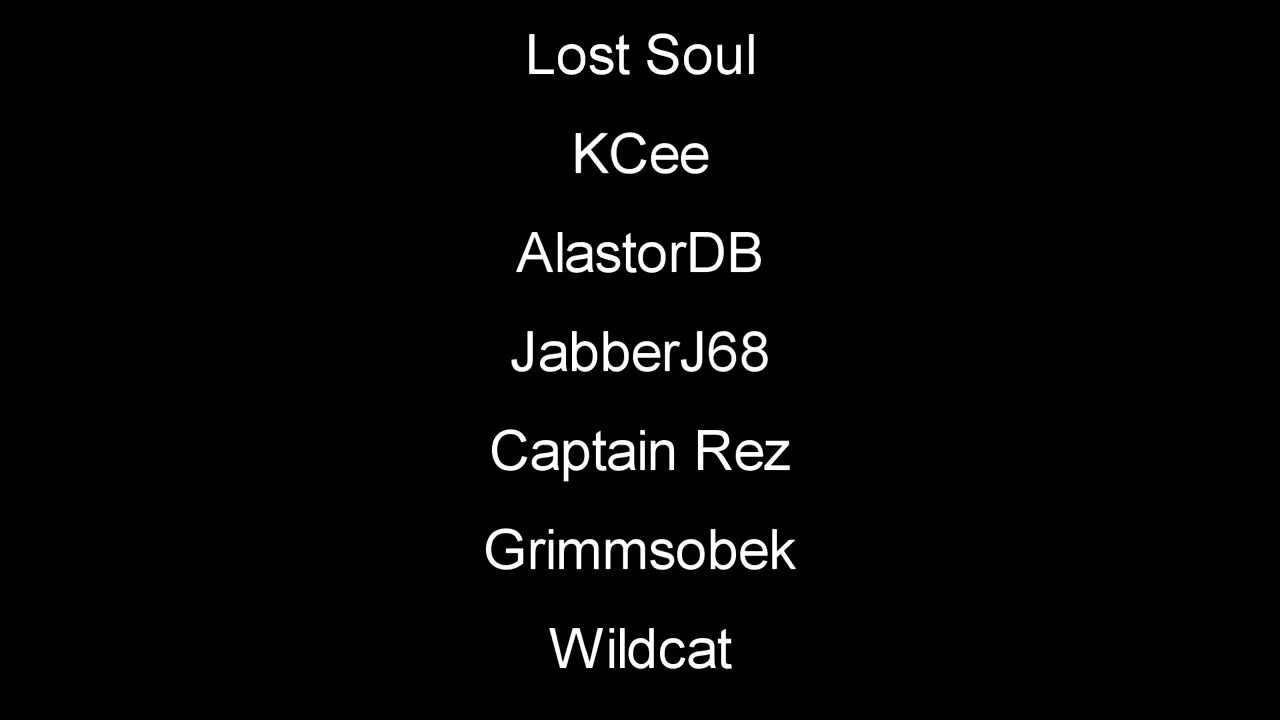 Lost Soul
KCee
AlastorDB
JabberJ68
Captain Rez
Grimmsobek
Wildcat